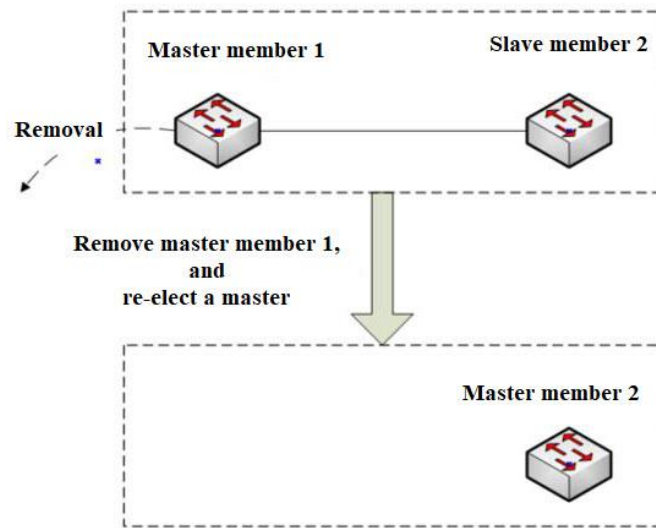 Master member 1
Slave member 2
Removal
Remove master member 1,
and
re-elect a master
Master member 2